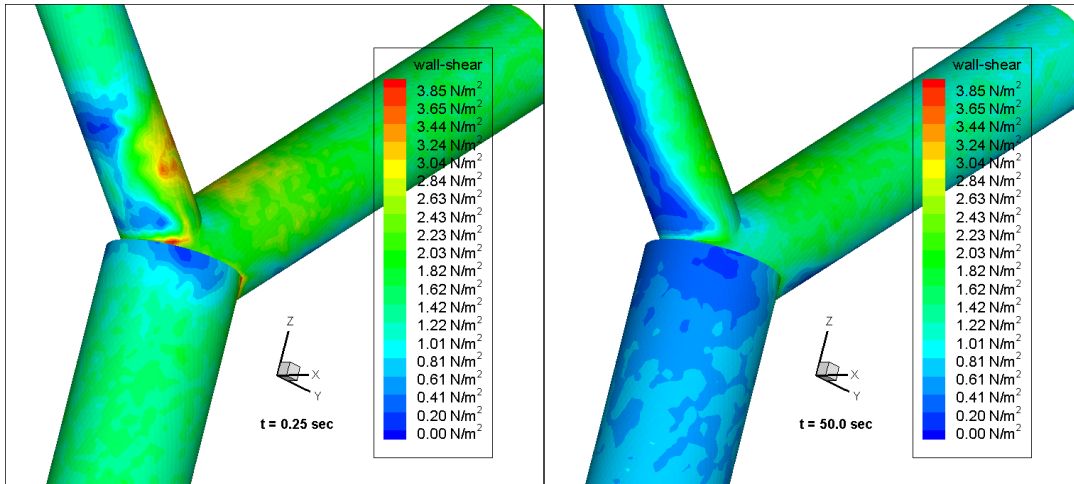 wall-shear
3.85 N/m²
3.65 N/m²
3.44 N/m²
3.24 N/m²
3.04 N/m²
2.84 N/m²
2.63 N/m²
2.43 N/m²
2.23 N/m²
2.03 N/m²
1.82 N/m²
1.62 N/m²
1.42 N/m²
1.22 N/m²
1.01 N/m²
0.81 N/m²
0.61 N/m²
0.41 N/m²
0.20 N/m²
0.00 N/m²
Z
X
Y
t = 0.25 sec
wall-shear
3.85 N/m²
3.65 N/m²
3.44 N/m²
3.24 N/m²
3.04 N/m²
2.84 N/m²
2.63 N/m²
2.43 N/m²
2.23 N/m²
2.03 N/m²
1.82 N/m²
1.62 N/m²
1.42 N/m²
1.22 N/m²
1.01 N/m²
0.81 N/m²
0.61 N/m²
0.41 N/m²
0.20 N/m²
0.00 N/m²
Z
X
Y
t = 50.0 sec